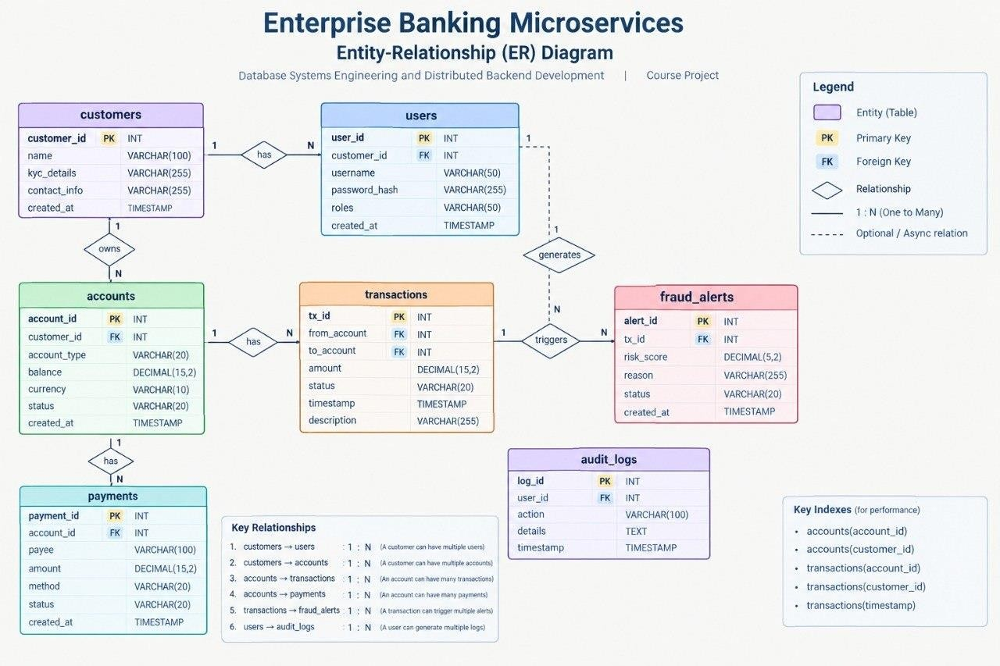 Enterprise Banking Microservices
Entity-Relationship (ER) Diagram
Database Systems Engineering and Distributed Backend Development | Course Project
customers
customer_id PK INT
name VARCHAR(100)
kyc_details VARCHAR(255)
contact_info VARCHAR(255)
created_at TIMESTAMP
1 has N
users
user_id PK INT
customer_id FK INT
username VARCHAR(50)
password_hash VARCHAR(255)
roles VARCHAR(50)
created_at TIMESTAMP
1
1
generates
N
Legend
Entity (Table)
PK Primary Key
FK Foreign Key
Relationship
1 : N (One to Many)
Optional / Async relation
1
owns
N
accounts
account_id PK INT
customer_id FK INT
account_type VARCHAR(20)
balance DECIMAL(15,2)
currency VARCHAR(10)
status VARCHAR(20)
created_at TIMESTAMP
1 has N
transactions
tx_id PK INT
from_account FK INT
to_account FK INT
amount DECIMAL(15,2)
status VARCHAR(20)
timestamp TIMESTAMP
description VARCHAR(255)
1 triggers N
fraud_alerts
alert_id PK INT
tx_id FK INT
risk_score DECIMAL(5,2)
reason VARCHAR(255)
status VARCHAR(20)
created_at TIMESTAMP
1
has
N
payments
payment_id PK INT
account_id FK INT
payee VARCHAR(100)
amount DECIMAL(15,2)
method VARCHAR(20)
status VARCHAR(20)
created_at TIMESTAMP
Key Relationships
1. customers → users : 1 : N (A customer can have multiple users)
2. customers → accounts : 1 : N (A customer can have multiple accounts)
3. accounts → transactions : 1 : N (An account can have many transactions)
4. accounts → payments : 1 : N (An account can have many payments)
5. transactions → fraud_alerts : 1 : N (A transaction can trigger multiple alerts)
6. users → audit_logs : 1 : N (A user can generate multiple logs)
audit_logs
log_id PK INT
user_id FK INT
action VARCHAR(100)
details TEXT
timestamp TIMESTAMP
Key Indexes (for performance)
• accounts(account_id)
• accounts(customer_id)
• transactions(account_id)
• transactions(customer_id)
• transactions(timestamp)